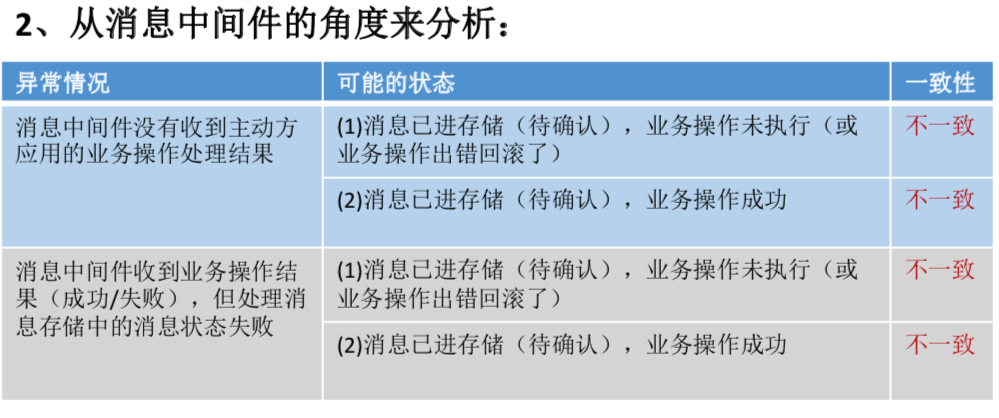 2、从消息中间件的角度来分析：
异常情况
可能的状态
一致性
消息中间件没有收到主动方
应用的业务操作处理结果
(1)消息已进存储（待确认），业务操作未执行（或
业务操作出错回滚了）
不一致
(2)消息已进存储（待确认），业务操作成功
不一致
消息中间件收到业务操作结
果（成功/失败），但处理消
息存储中的消息状态失败
(1)消息已进存储（待确认），业务操作未执行（或
业务操作出错回滚了）
不一致
(2)消息已进存储（待确认），业务操作成功
不一致